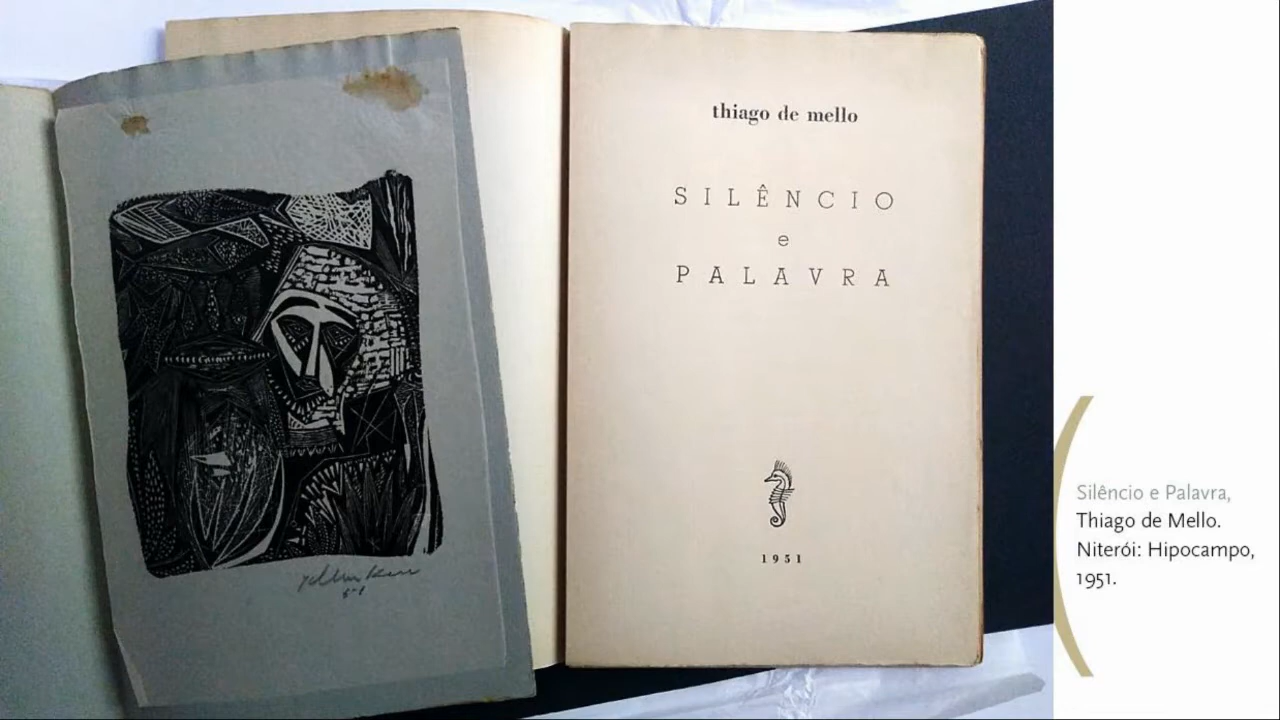 thiago de mello
SILÊNCIO
e
PALAVRA
1951
Silêncio e Palavra,
Thiago de Mello.
Niterói: Hipocampo,
1951.